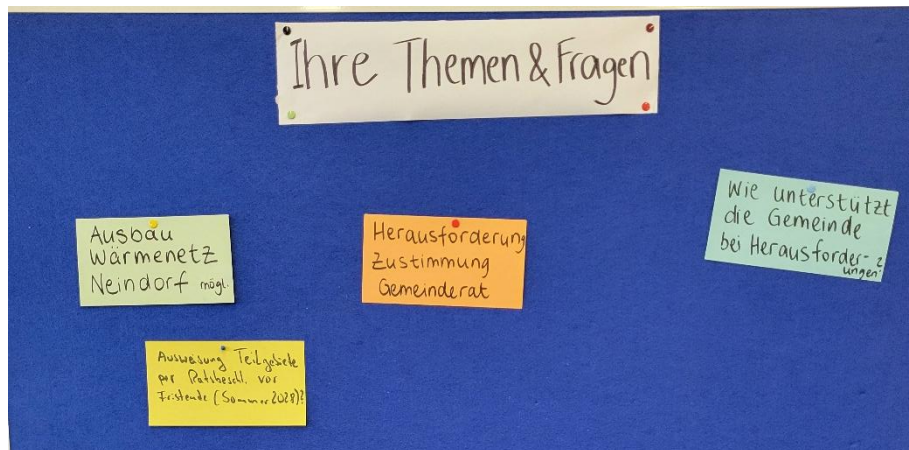 Ihre Themen & Fragen
Ausbau
Wärmenetz
Neindorf mögl.
Ausweisung Teilgebiete
per Ratsbeschl. vor
Fristende (Sommer 2028)?
Herausforderung
Zustimmung
Gemeinderat
Wie unterstützt
die Gemeinde
bei Herausforder-
ungen?